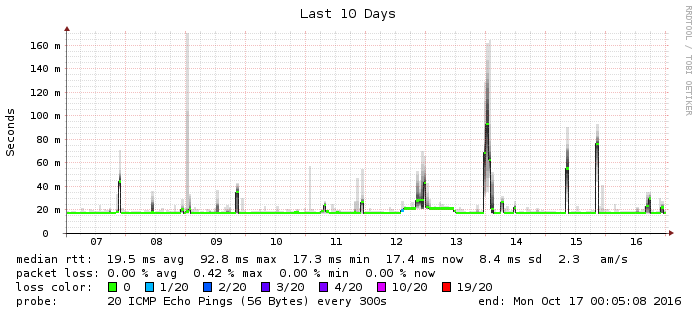 Last 10 Days
RRDTOOL / TOBI OETIKER
Seconds
160 m
140 m
120 m
100 m
80 m
60 m
40 m
20 m
0
07 08 09 10 11 12 13 14 15 16
median rtt: 19.5 ms avg 92.8 ms max 17.3 ms min 17.4 ms now 8.4 ms sd 2.3 am/s
packet loss: 0.00 % avg 0.42 % max 0.00 % min 0.00 % now
loss color: 0 1/20 2/20 3/20 4/20 10/20 19/20
probe: 20 ICMP Echo Pings (56 Bytes) every 300s end: Mon Oct 17 00:05:08 2016